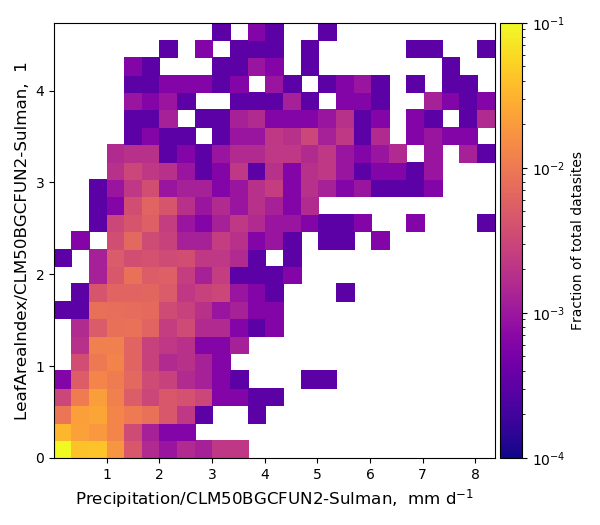 LeafAreaIndex/CLM50BGCFUN2-Sulman,  1
4
3
2
1
0
1 2 3 4 5 6 7 8
Precipitation/CLM50BGCFUN2-Sulman,  mm d⁻¹
10⁻¹
10⁻²
10⁻³
10⁻⁴
Fraction of total datasites